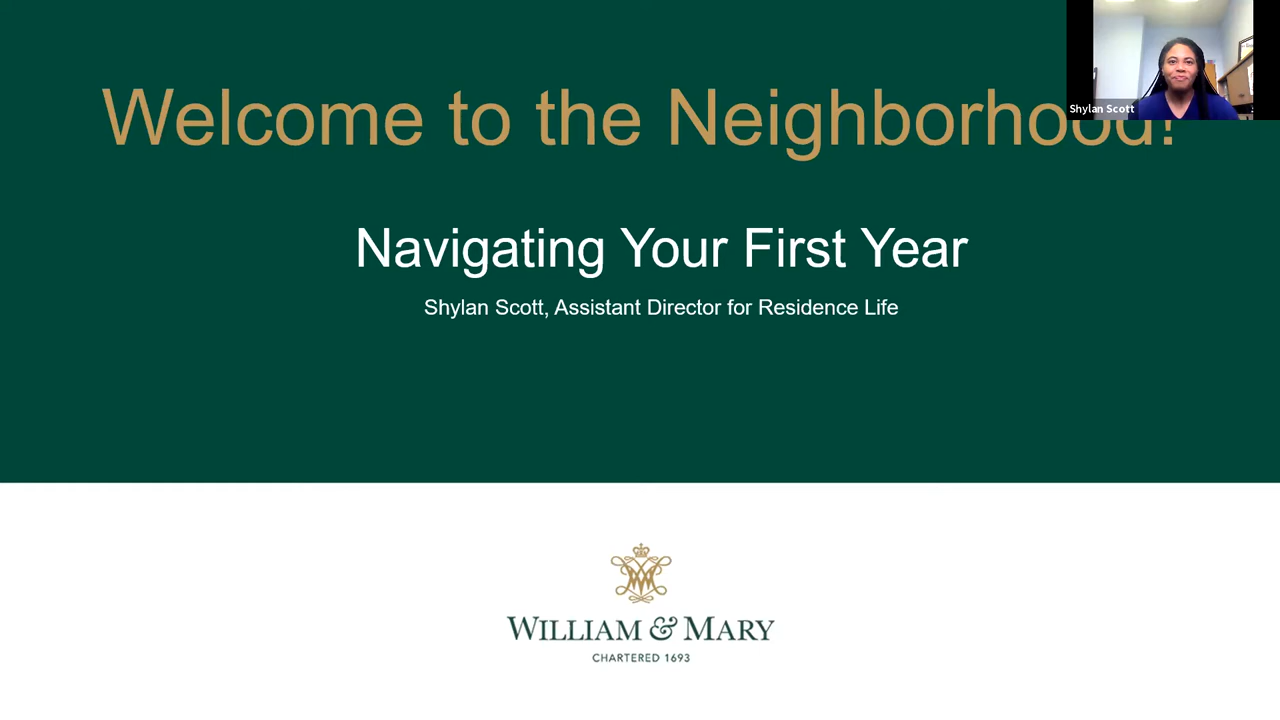 Welcome to the Neighborhood!
Shylan Scott
Navigating Your First Year
Shylan Scott, Assistant Director for Residence Life
WILLIAM & MARY
CHARTERED 1693